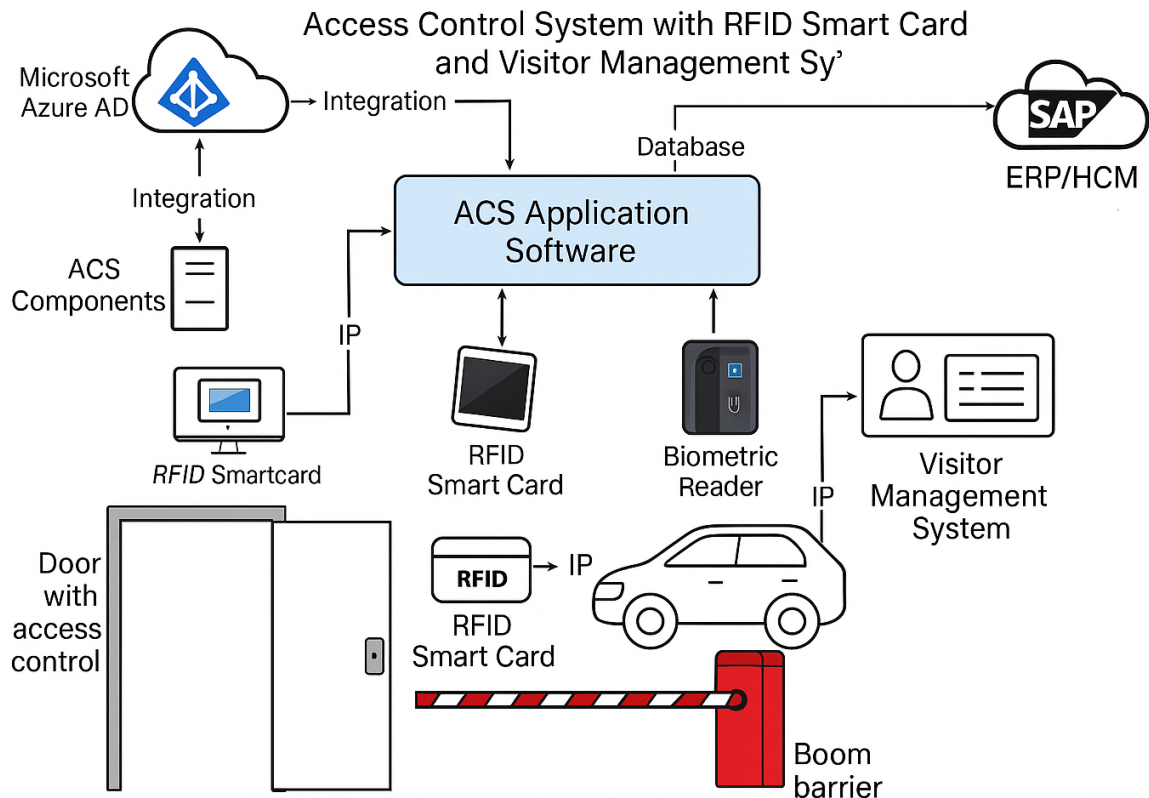 Access Control System with RFID Smart Card
and Visitor Management Sy’
Microsoft
Azure AD
Integration
SAP
ERP/HCM
Database
Integration
ACS Application
Software
ACS
Components
IP
RFID Smartcard
RFID
Smart Card
Biometric
Reader
Visitor
Management
System
IP
Door
with
access
control
RFID
IP
RFID
Smart Card
Boom
barrier